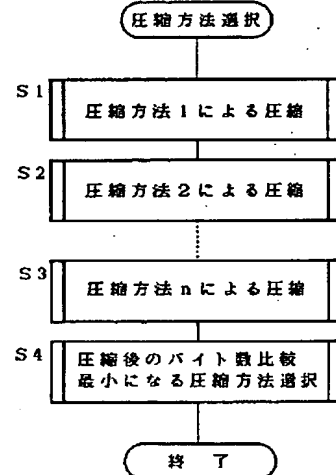 圧縮方法選択
S1
圧縮方法1による圧縮
S2
圧縮方法2による圧縮
S3
圧縮方法nによる圧縮
S4
圧縮後のバイト数比較
最小になる圧縮方法選択
終了